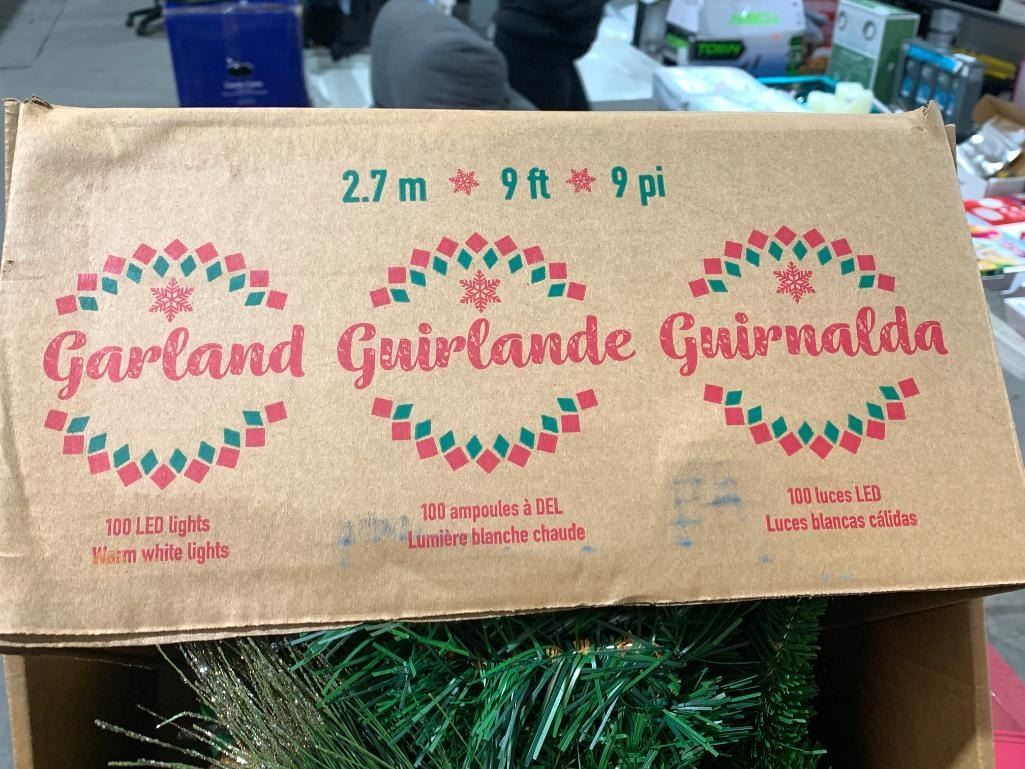 2.7 m 9 ft 9 pi
Garland
100 LED lights
Warm white lights
Guirlande
100 ampoules à DEL
Lumière blanche chaude
Guirnalda
100 luces LED
Luces blancas cálidas